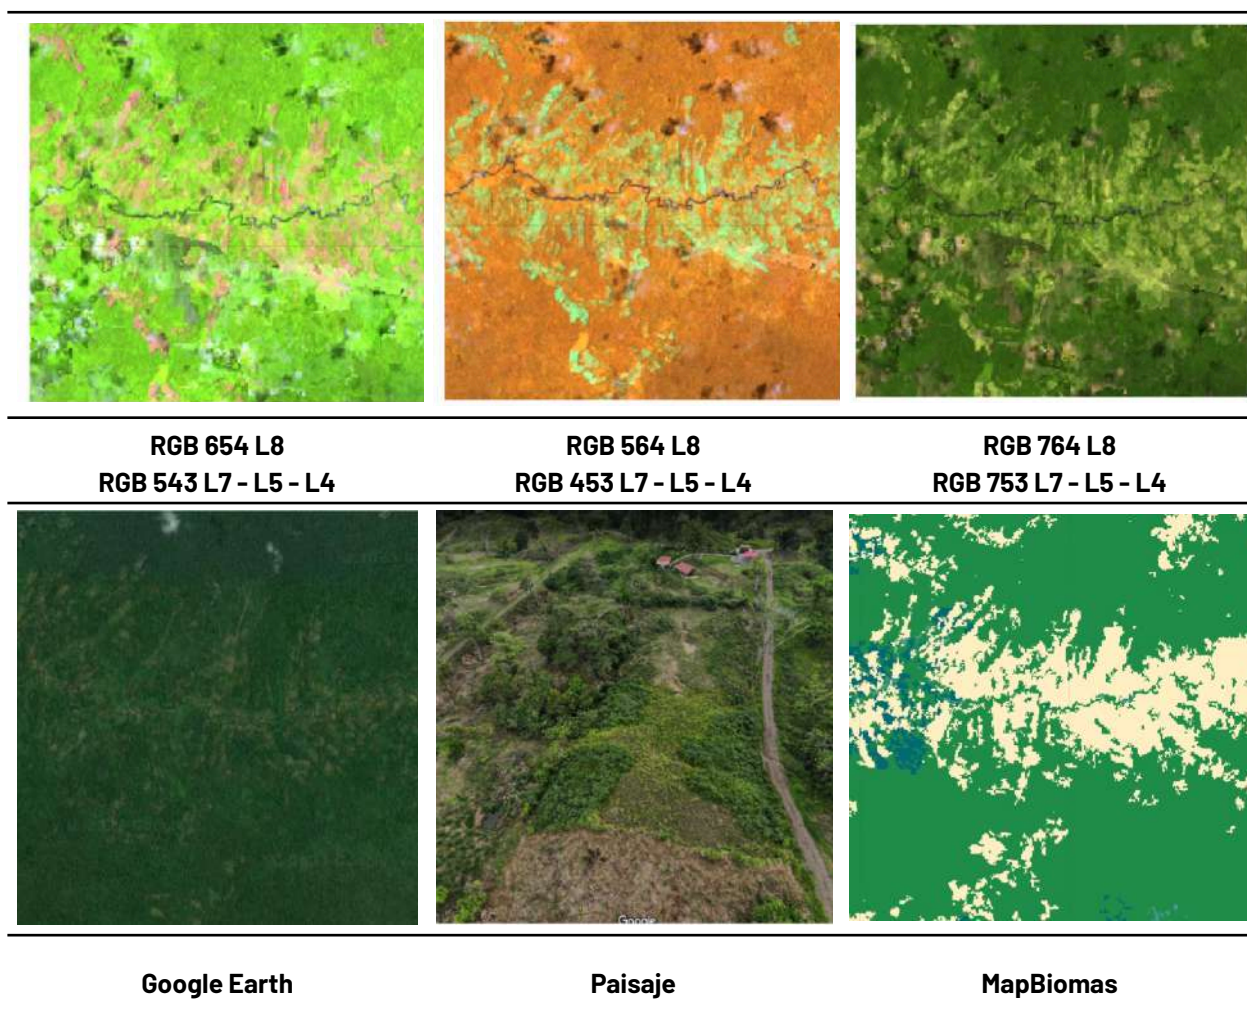 RGB 654 L8
RGB 543 L7 - L5 - L4
RGB 564 L8
RGB 453 L7 - L5 - L4
RGB 764 L8
RGB 753 L7 - L5 - L4
Google
Google Earth
Paisaje
MapBiomas